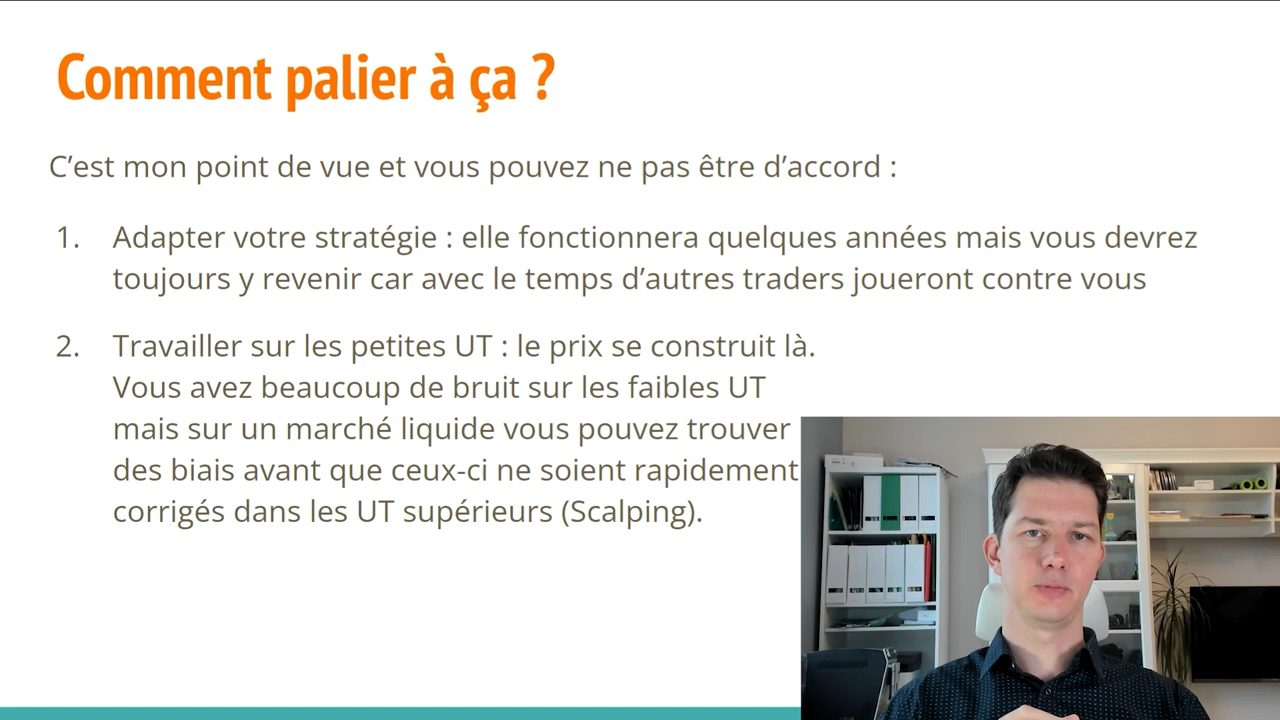 Comment palier à ça ?
C’est mon point de vue et vous pouvez ne pas être d’accord :
1. Adapter votre stratégie : elle fonctionnera quelques années mais vous devrez
toujours y revenir car avec le temps d’autres traders joueront contre vous
2. Travailler sur les petites UT : le prix se construit là.
Vous avez beaucoup de bruit sur les faibles UT
mais sur un marché liquide vous pouvez trouver
des biais avant que ceux-ci ne soient rapidement
corrigés dans les UT supérieurs (Scalping).